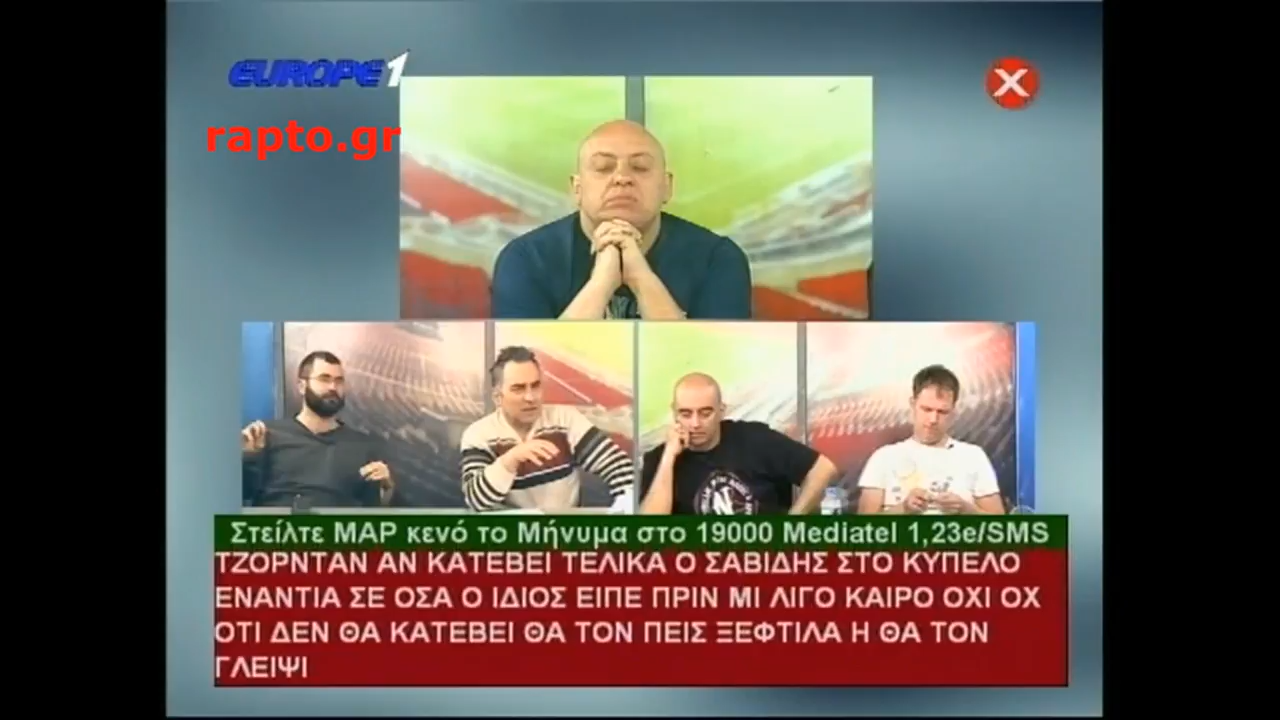 EUROPE1
X
rapto.gr
N
Στείλτε ΜΑΡ κενό το Μήνυμα στο 19000 Mediatel 1,23e/SMS
ΤΖΟΡΝΤΑΝ ΑΝ ΚΑΤΕΒΕΙ ΤΕΛΙΚΑ Ο ΣΑΒΙΔΗΣ ΣΤΟ ΚΥΠΕΛΟ
ΕΝΑΝΤΙΑ ΣΕ ΟΣΑ Ο ΙΔΙΟΣ ΕΙΠΕ ΠΡΙΝ ΜΙ ΛΙΓΟ ΚΑΙΡΟ ΟΧΙ ΟΧ
ΟΤΙ ΔΕΝ ΘΑ ΚΑΤΕΒΕΙ ΘΑ ΤΟΝ ΠΕΙΣ ΞΕΦΤΙΛΑ Η ΘΑ ΤΟΝ
ΓΛΕΙΨΙ